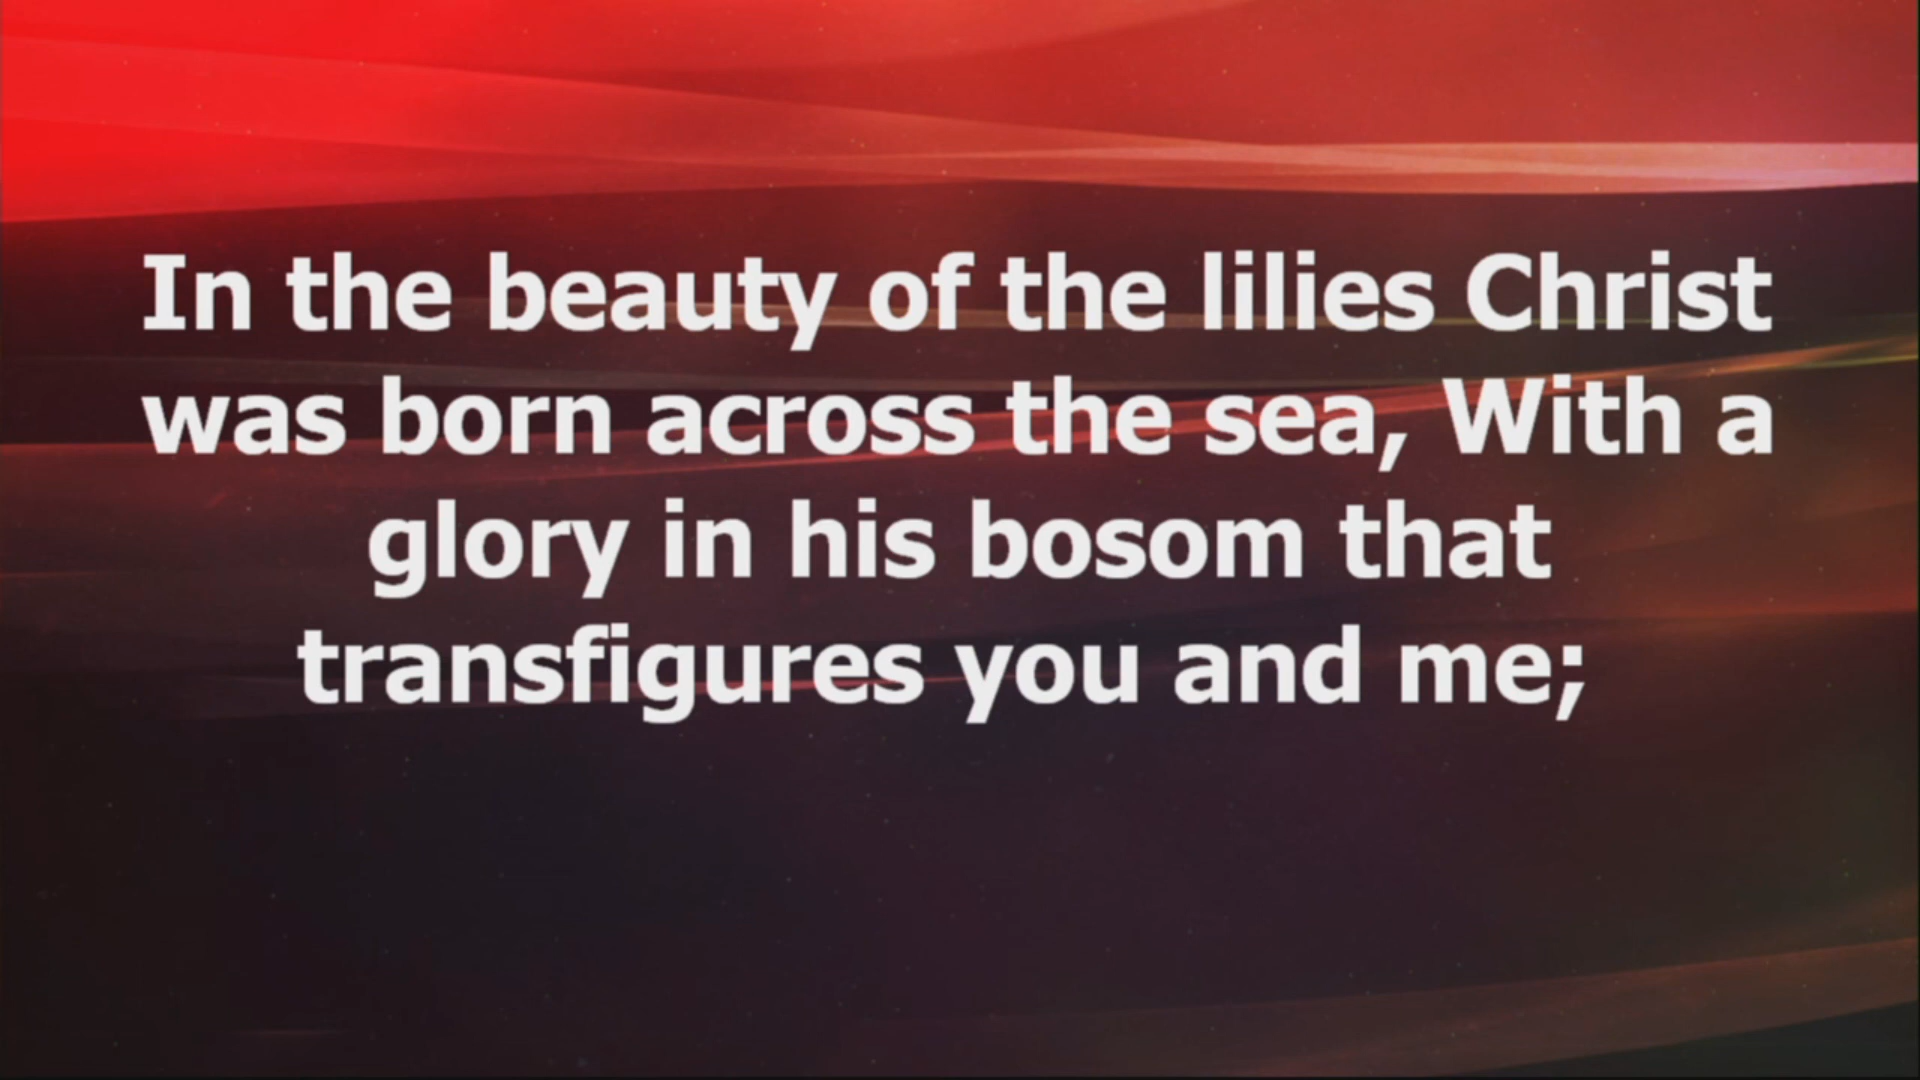 In the beauty of the lilies Christ
was born across the sea, With a
glory in his bosom that
transfigures you and me;